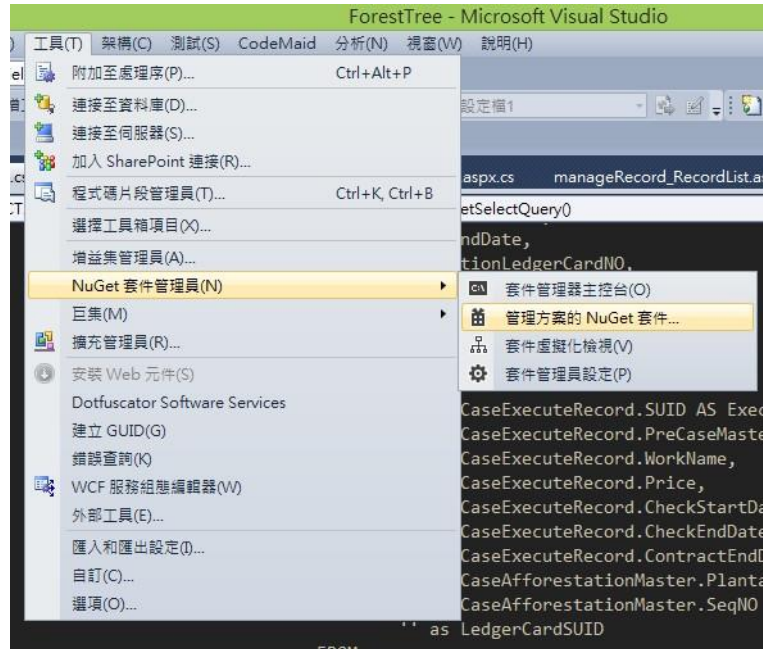 ForestTree - Microsoft Visual Studio
) 工具(T) 架構(C) 測試(S) CodeMaid 分析(N) 視窗(W) 說明(H)
附加至處理序(P)... Ctrl+Alt+P
連接至資料庫(D)...
設定檔1
連接至伺服器(S)...
加入 SharePoint 連接(R)...
aspx.cs manageRecord_RecordList.as
程式碼片段管理員(T)... Ctrl+K, Ctrl+B
etSelectQuery()
選擇工具箱項目(X)...
ndDate,
增益集管理員(A)...
tionLedgerCardNO,
NuGet 套件管理員(N)
套件管理器主控台(O)
巨集(M)
管理方案的 NuGet 套件...
擴充管理員(R)...
套件虛擬化檢視(V)
安裝 Web 元件(S)
套件管理員設定(P)
Dotfuscator Software Services
CaseExecuteRecord.SUID AS Exec
建立 GUID(G)
CaseExecuteRecord.PreCaseMaste
錯誤查詢(K)
CaseExecuteRecord.WorkName,
WCF 服務組態編輯器(W)
CaseExecuteRecord.Price,
外部工具(E)...
CaseExecuteRecord.CheckStartDa
CaseExecuteRecord.CheckEndDate
匯入和匯出設定(I)...
CaseExecuteRecord.ContractEndD
自訂(C)...
CaseAfforestationMaster.Planta
選項(O)...
CaseAfforestationMaster.SeqNO
'' as LedgerCardSUID